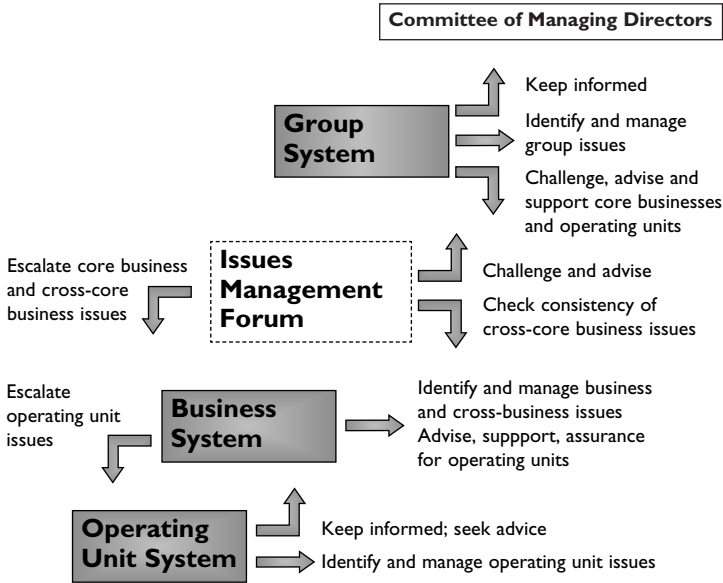 Committee of Managing Directors
Group
System
Keep informed
Identify and manage
group issues
Challenge, advise and
support core businesses
and operating units
Escalate core business
and cross-core
business issues
Issues
Management
Forum
Challenge and advise
Check consistency of
cross-core business issues
Escalate
operating unit
issues
Business
System
Identify and manage business
and cross-business issues
Advise, suppport, assurance
for operating units
Operating
Unit System
Keep informed; seek advice
Identify and manage operating unit issues